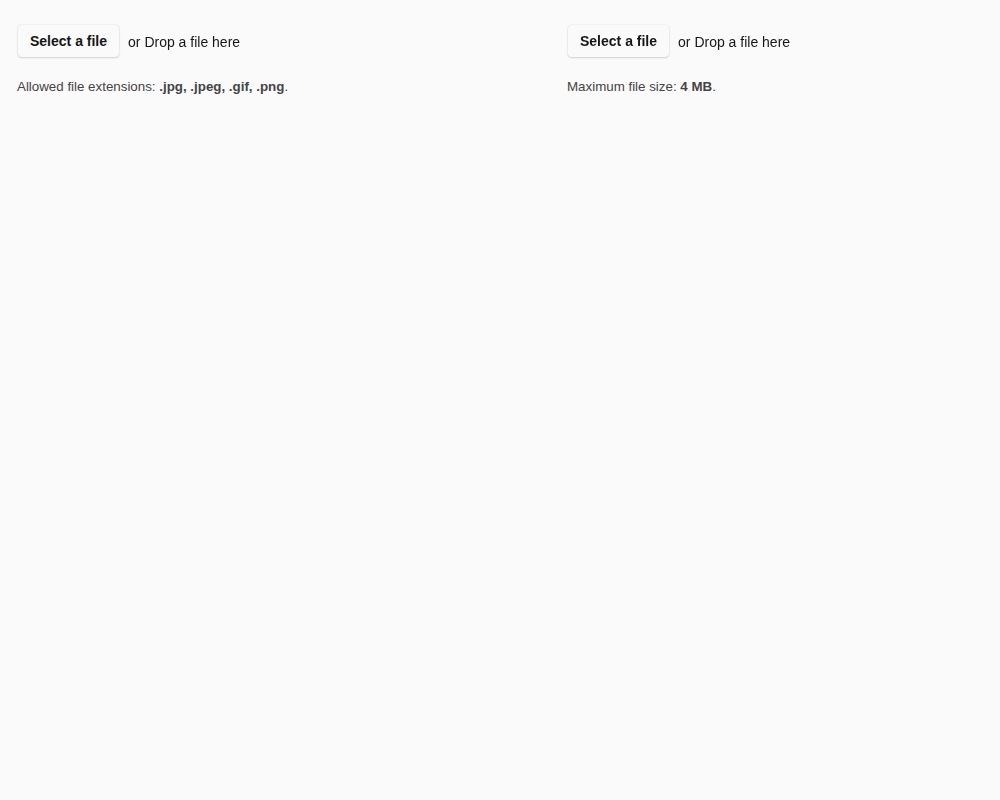 Select a file or Drop a file here
Allowed file extensions: .jpg, .jpeg, .gif, .png.
Select a file or Drop a file here
Maximum file size: 4 MB.